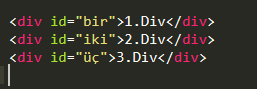 <div id="bir">1.Div</div>
<div id="iki">2.Div</div>
<div id="üç">3.Div</div>